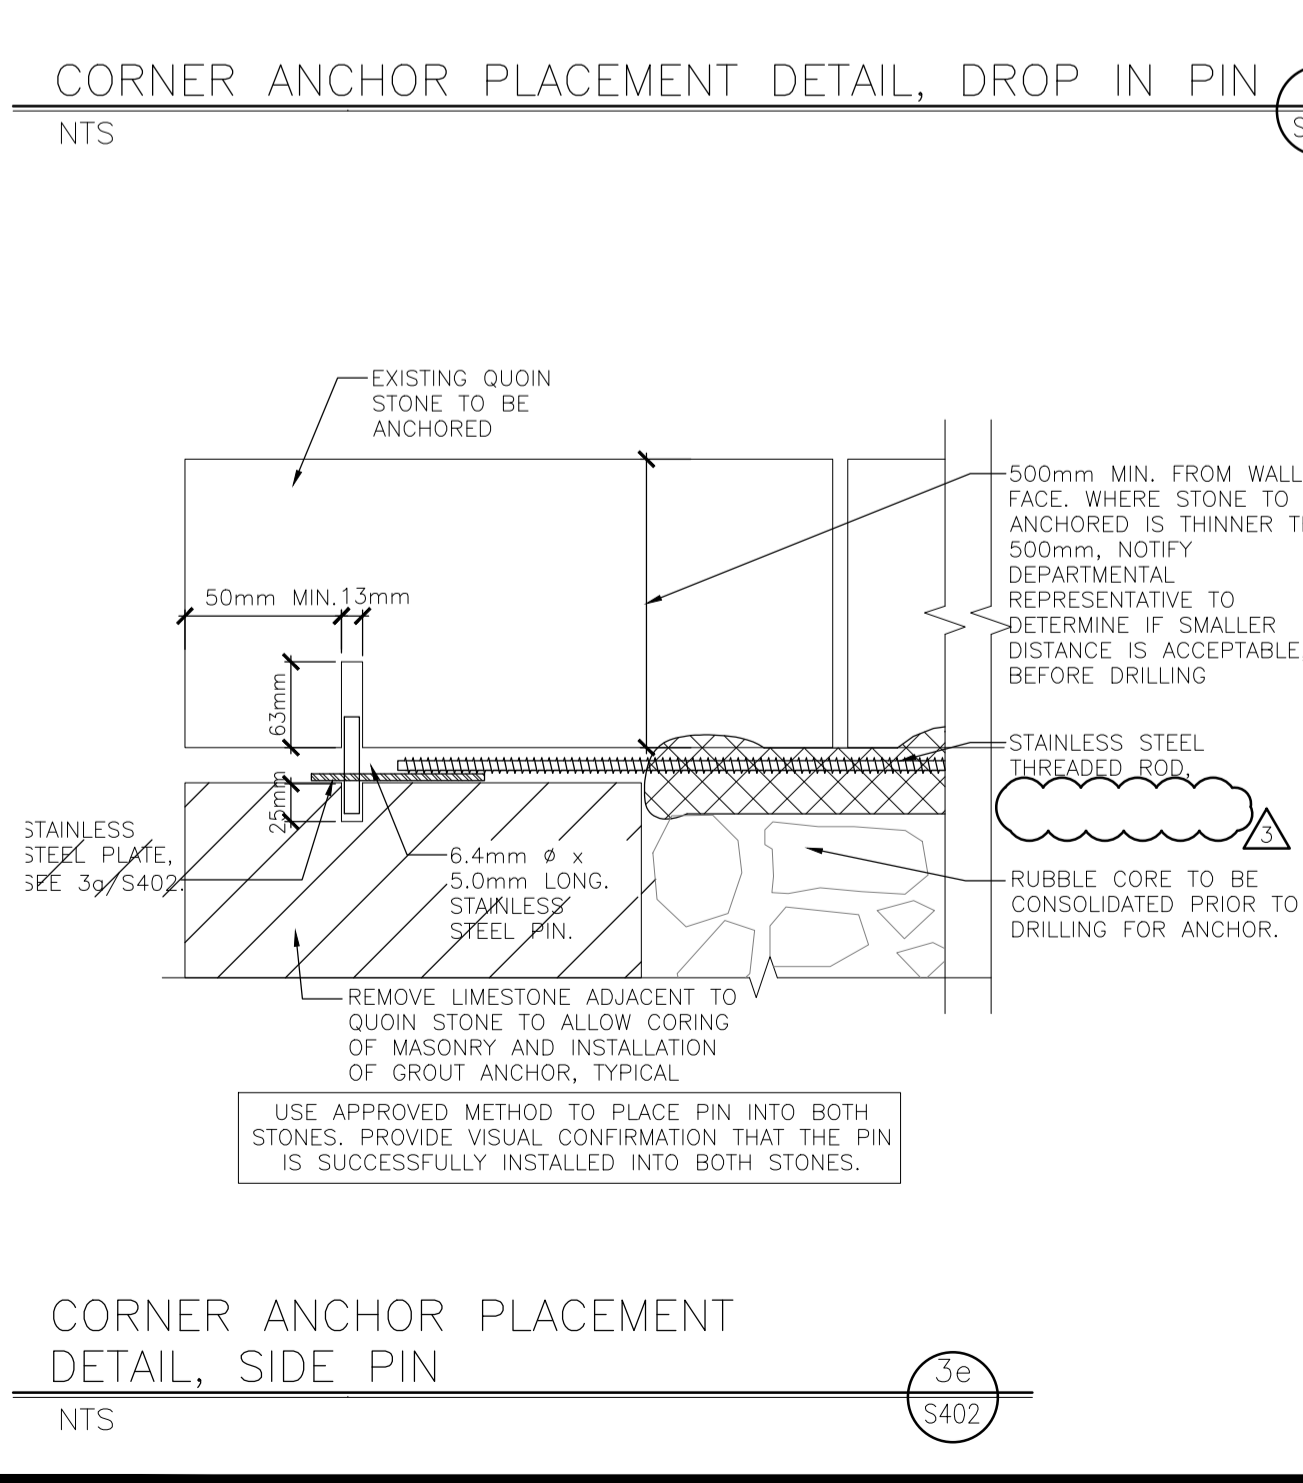 CORNER ANCHOR PLACEMENT DETAIL, DROP IN PIN
NTS
EXISTING QUOIN
STONE TO BE
ANCHORED
500mm MIN. FROM WALL
FACE. WHERE STONE TO
ANCHORED IS THINNER
500mm, NOTIFY
DEPARTMENTAL
REPRESENTATIVE TO
DETERMINE IF SMALLER
DISTANCE IS ACCEPTABLE
BEFORE DRILLING
50mm MIN.
13mm
63mm
25mm
STAINLESS STEEL
THREADED ROD,
3
STAINLESS
STEEL PLATE,
SEE 3g/S402.
6.4mm Ø x
5.0mm LONG.
STAINLESS
STEEL PIN.
RUBBLE CORE TO BE
CONSOLIDATED PRIOR TO
DRILLING FOR ANCHOR.
REMOVE LIMESTONE ADJACENT TO
QUOIN STONE TO ALLOW CORING
OF MASONRY AND INSTALLATION
OF GROUT ANCHOR, TYPICAL
USE APPROVED METHOD TO PLACE PIN INTO BOTH
STONES. PROVIDE VISUAL CONFIRMATION THAT THE PIN
IS SUCCESSFULLY INSTALLED INTO BOTH STONES.
CORNER ANCHOR PLACEMENT
DETAIL, SIDE PIN
NTS
3e
S402